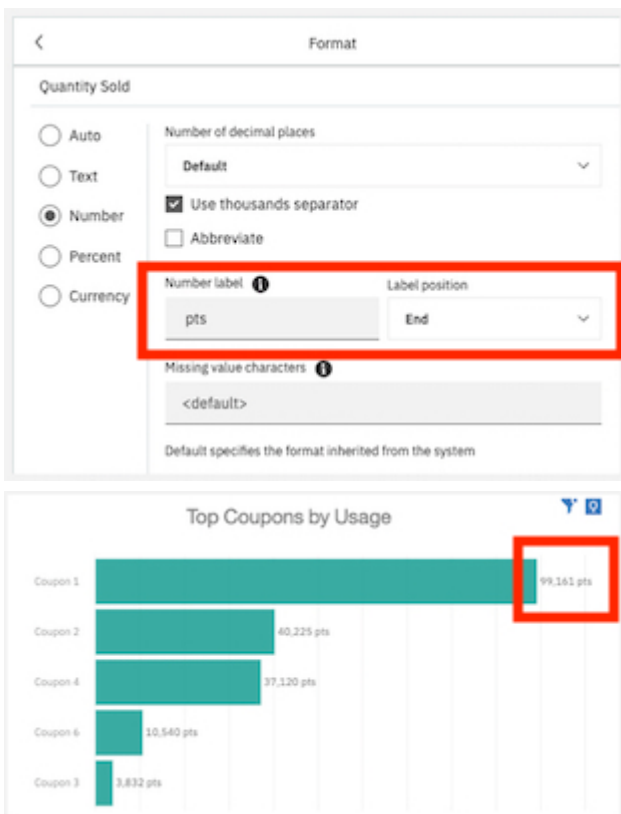 Format
Quantity Sold
Auto
Text
Number
Percent
Currency
Number of decimal places
Default
Use thousands separator
Abbreviate
Number label
Label position
pts
End
Missing value characters
<default>
Default specifies the format inherited from the system
Top Coupons by Usage
Coupon 1
99,161 pts
Coupon 2
40,225 pts
Coupon 4
37,120 pts
Coupon 6
10,540 pts
Coupon 3
3,832 pts